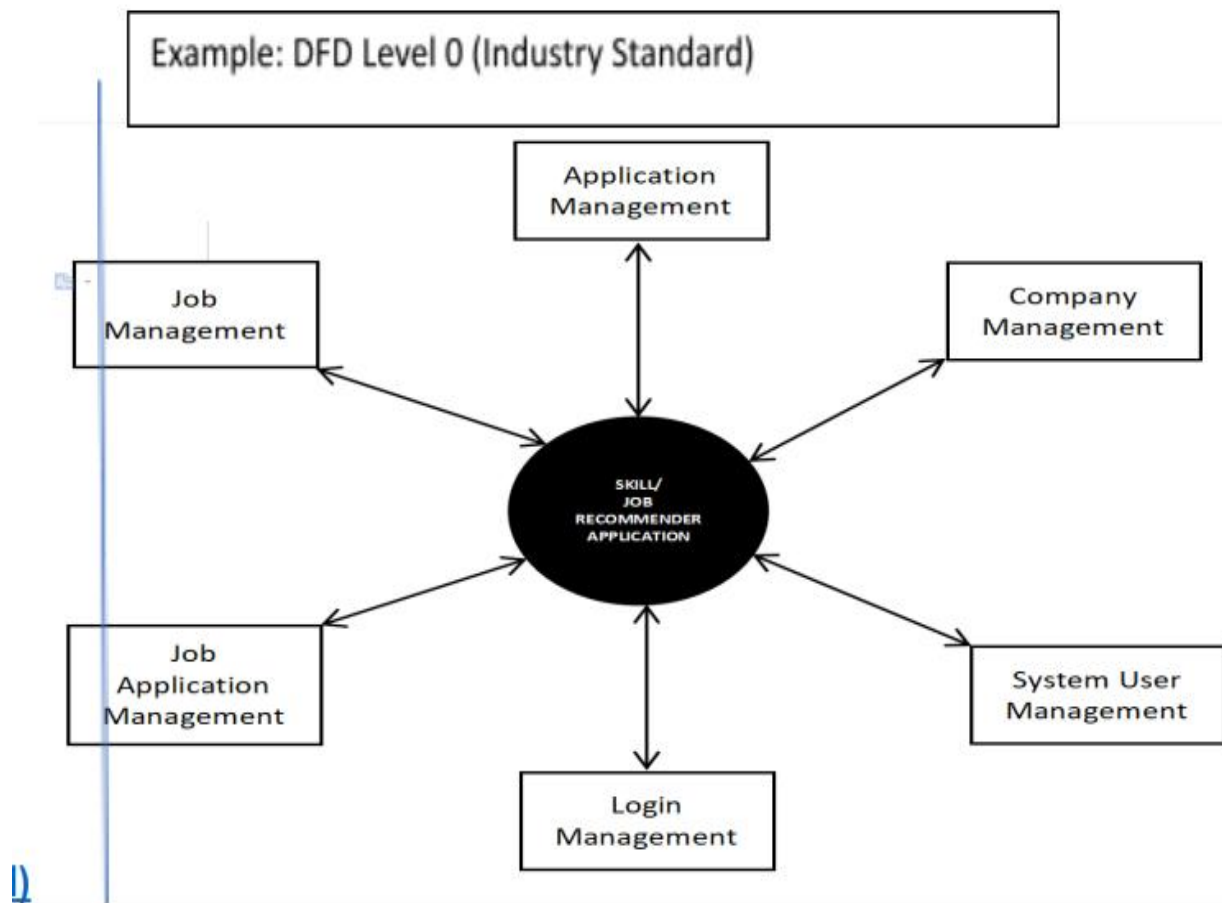 Example: DFD Level 0 (Industry Standard)
Application
Management
Job
Management
Company
Management
SKILL/
JOB
RECOMMENDER
APPLICATION
Job
Application
Management
System User
Management
Login
Management